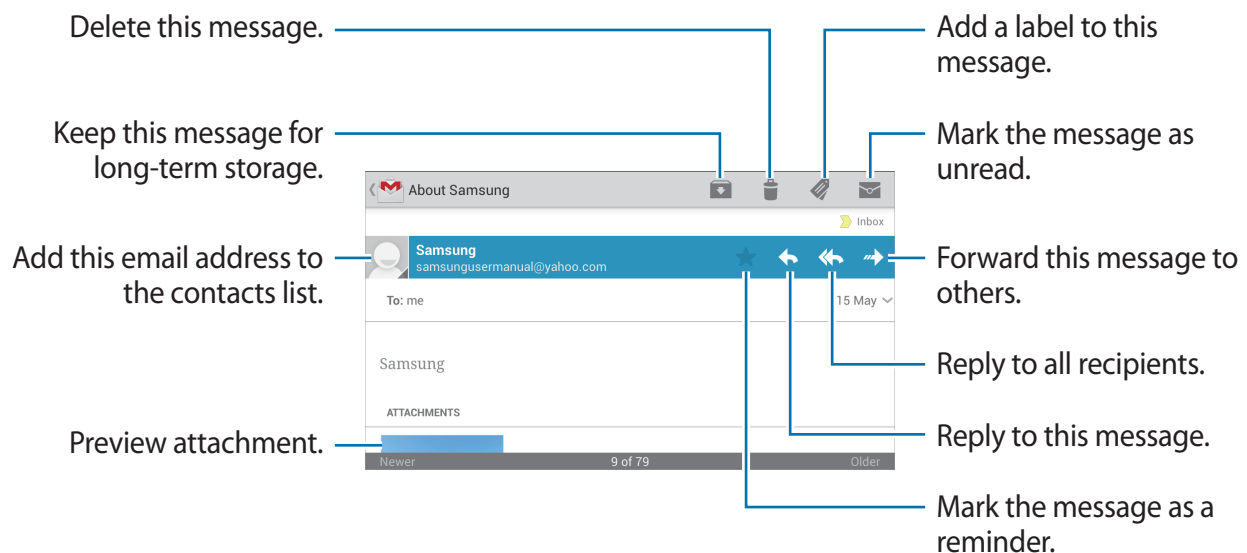 Delete this message.
Keep this message for
long-term storage.
Add this email address to
the contacts list.
Preview attachment.
About Samsung
Inbox
Samsung
samsungusermanual@yahoo.com
To: me
15 May
Samsung
ATTACHMENTS
Newer
9 of 79
Older
Add a label to this
message.
Mark the message as
unread.
Forward this message to
others.
Reply to all recipients.
Reply to this message.
Mark the message as a
reminder.